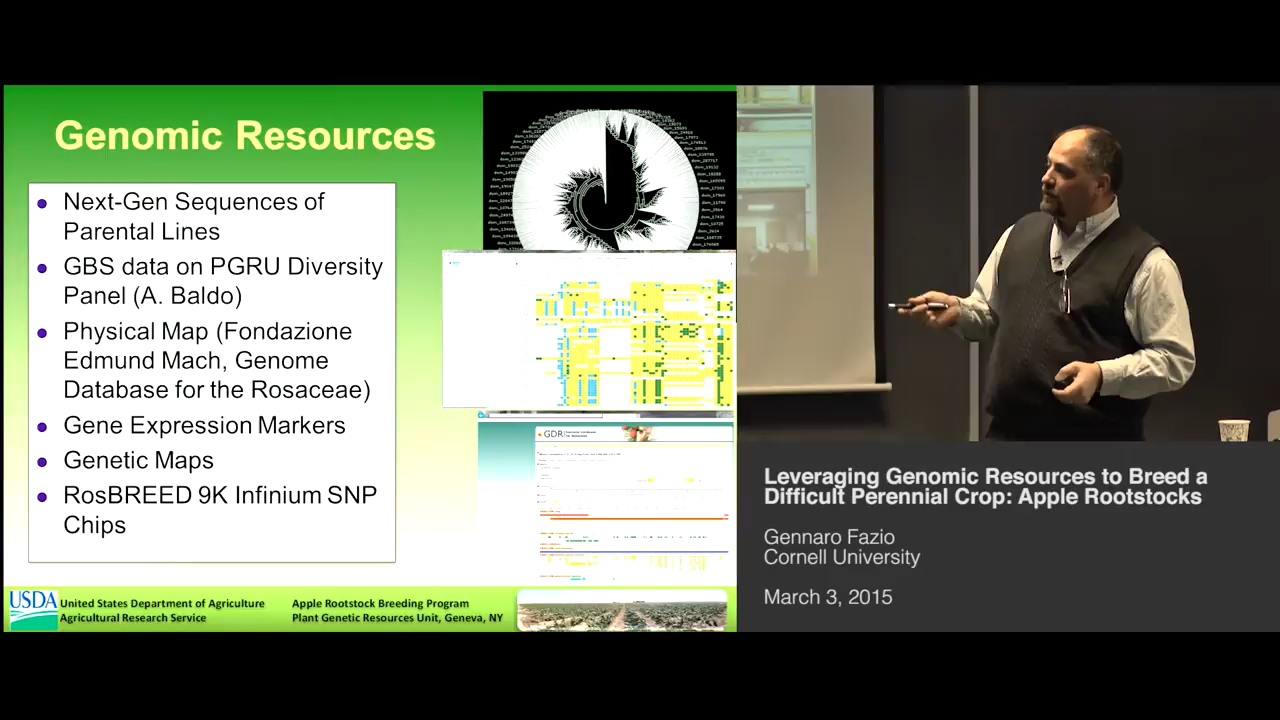 Genomic Resources
Next-Gen Sequences of
Parental Lines
GBS data on PGRU Diversity
Panel (A. Baldo)
Physical Map (Fondazione
Edmund Mach, Genome
Database for the Rosaceae)
Gene Expression Markers
Genetic Maps
RosBREED 9K Infinium SNP
Chips
GDR
USDA
United States Department of Agriculture
Agricultural Research Service
Apple Rootstock Breeding Program
Plant Genetic Resources Unit, Geneva, NY
Leveraging Genomic Resources to Breed a
Difficult Perennial Crop: Apple Rootstocks
Gennaro Fazio
Cornell University
March 3, 2015